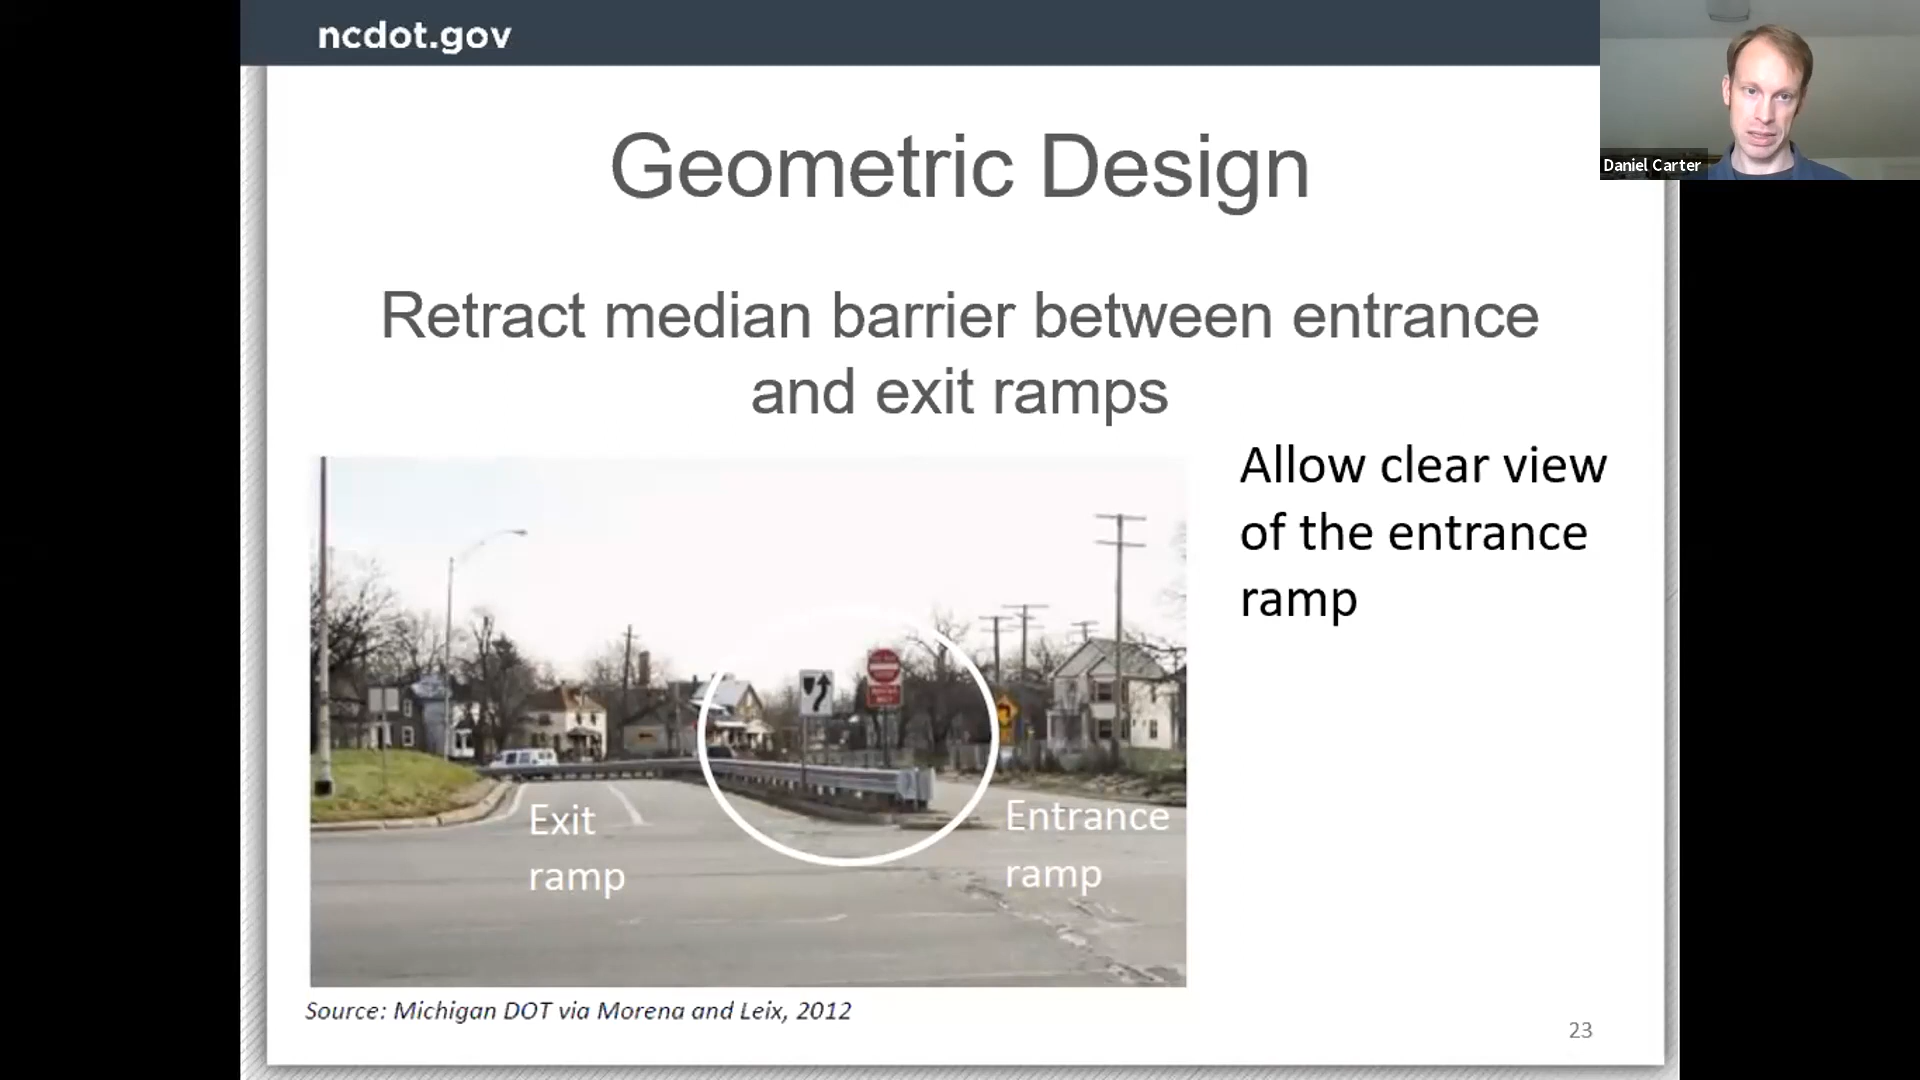 ncdot.gov
Daniel Carter
Geometric Design
Retract median barrier between entrance
and exit ramps
Allow clear view
of the entrance
ramp
Exit
ramp
Entrance
ramp
Source: Michigan DOT via Morena and Leix, 2012
23